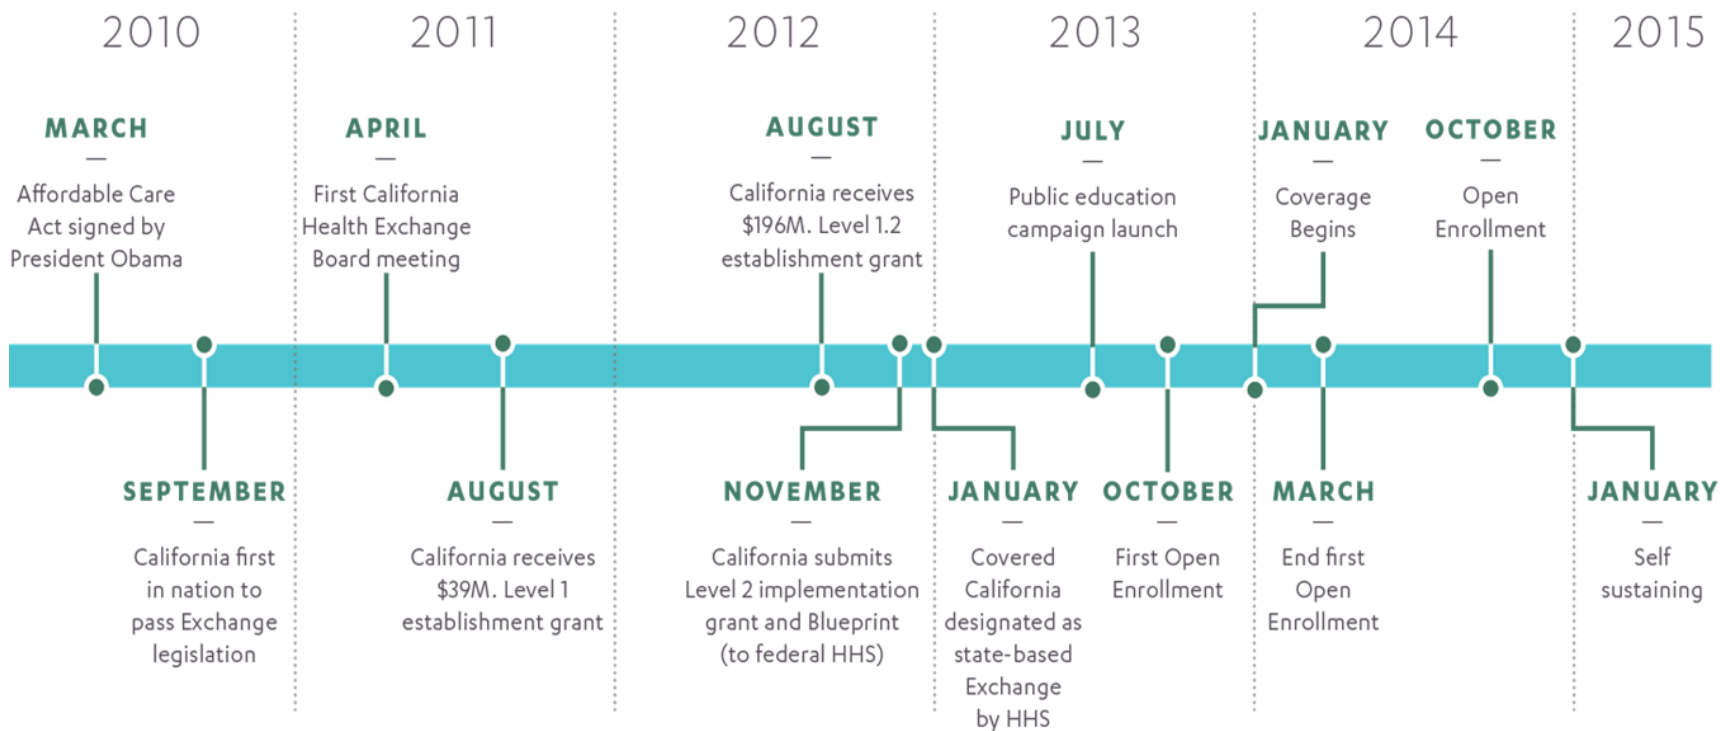 2010
2011
2012
2013
2014
2015
MARCH
—
Affordable Care
Act signed by
President Obama
APRIL
—
First California
Health Exchange
Board meeting
AUGUST
—
California receives
$196M. Level 1.2
establishment grant
JULY
—
Public education
campaign launch
JANUARY
—
Coverage
Begins
OCTOBER
—
Open
Enrollment
SEPTEMBER
—
California first
in nation to
pass Exchange
legislation
AUGUST
—
California receives
$39M. Level 1
establishment grant
NOVEMBER
—
California submits
Level 2 implementation
grant and Blueprint
(to federal HHS)
JANUARY
—
Covered
California
designated as
state-based
Exchange
by HHS
OCTOBER
—
First Open
Enrollment
MARCH
—
End first
Open
Enrollment
JANUARY
—
Self
sustaining